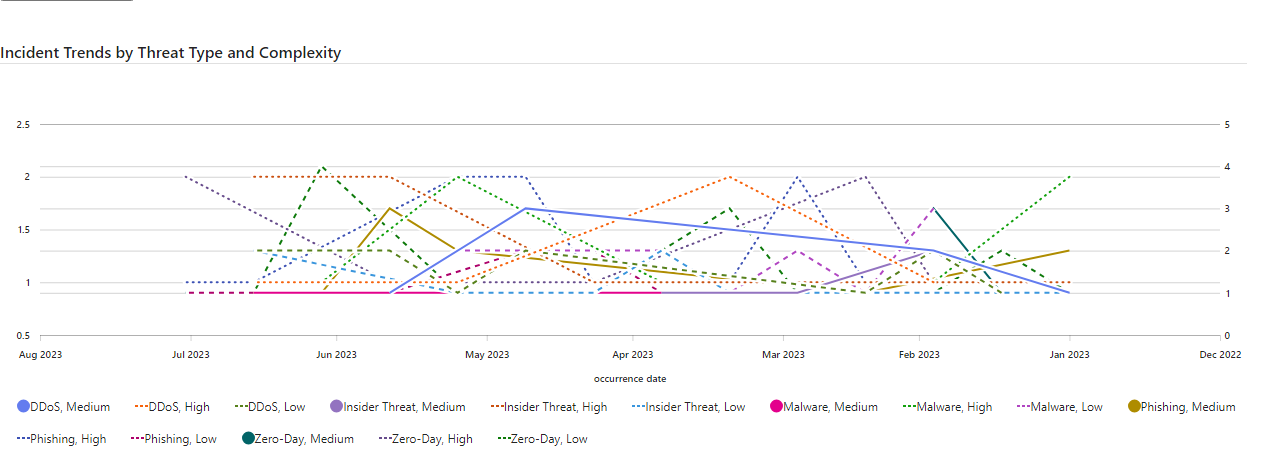 Incident Trends by Threat Type and Complexity
2.5 5
4
2
3
1.5
2
1 1
0.5 0
Aug 2023 Jul 2023 Jun 2023 May 2023 Apr 2023 Mar 2023 Feb 2023 Jan 2023 Dec 2022
occurrence date
DDoS, Medium DDoS, High DDoS, Low Insider Threat, Medium Insider Threat, High Insider Threat, Low Malware, Medium Malware, High Malware, Low Phishing, Medium
Phishing, High Phishing, Low Zero-Day, Medium Zero-Day, High Zero-Day, Low